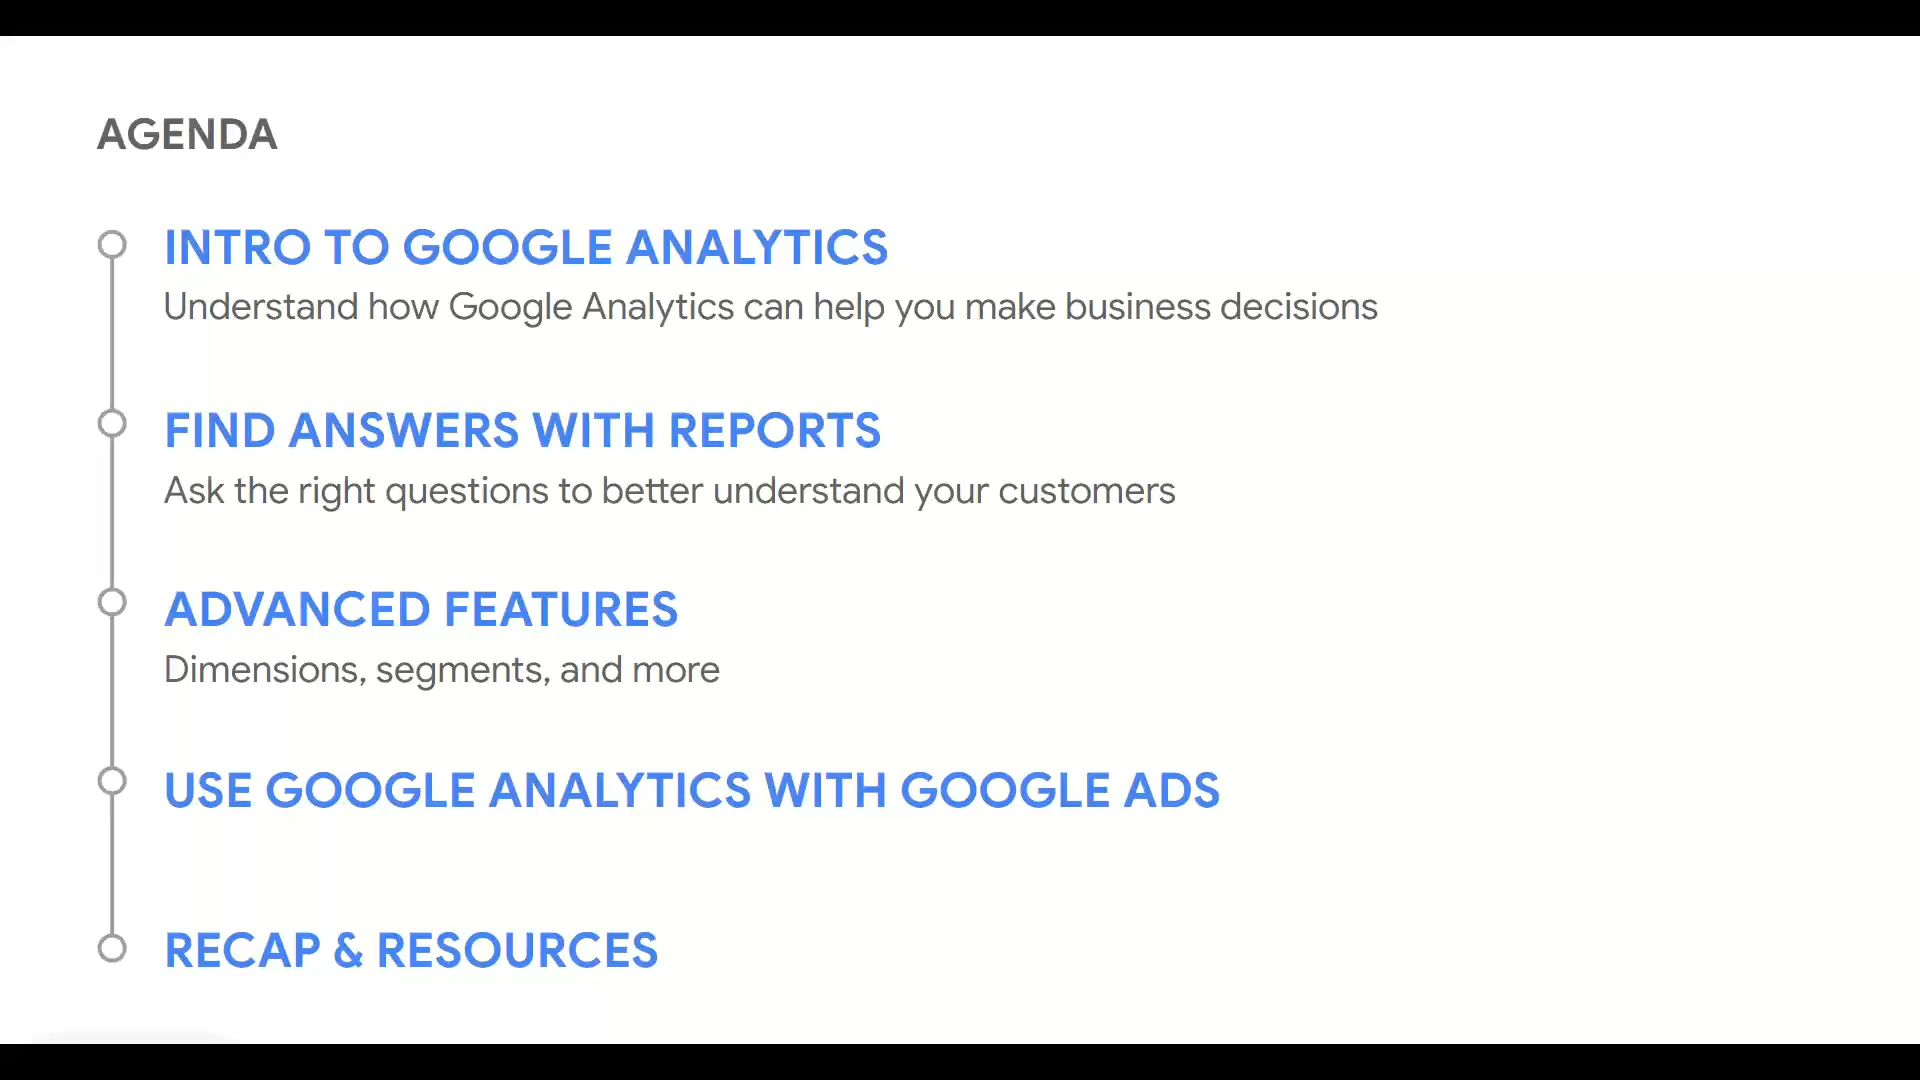 AGENDA
INTRO TO GOOGLE ANALYTICS
Understand how Google Analytics can help you make business decisions
FIND ANSWERS WITH REPORTS
Ask the right questions to better understand your customers
ADVANCED FEATURES
Dimensions, segments, and more
USE GOOGLE ANALYTICS WITH GOOGLE ADS
RECAP & RESOURCES